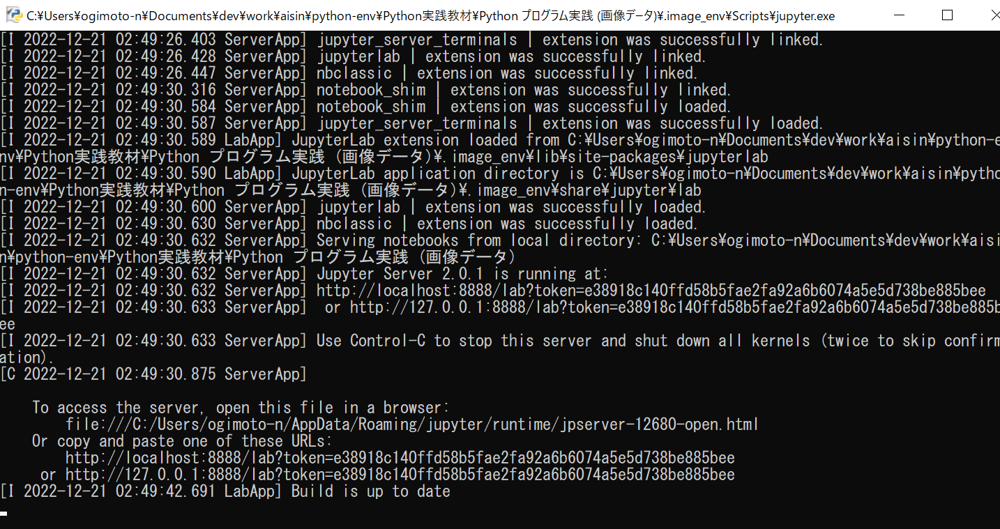 C:¥Users¥ogimoto-n¥Documents¥dev¥work¥aisin¥python-env¥Python実践教材¥Python プログラム実践 (画像データ)¥.image_env¥Scripts¥jupyter.exe
[I 2022-12-21 02:49:26.403 ServerApp] jupyter_server_terminals | extension was successfully linked.
[I 2022-12-21 02:49:26.428 ServerApp] jupyterlab | extension was successfully linked.
[I 2022-12-21 02:49:26.447 ServerApp] nbclassic | extension was successfully linked.
[I 2022-12-21 02:49:30.316 ServerApp] notebook_shim | extension was successfully linked.
[I 2022-12-21 02:49:30.584 ServerApp] notebook_shim | extension was successfully loaded.
[I 2022-12-21 02:49:30.587 ServerApp] jupyter_server_terminals | extension was successfully loaded.
[I 2022-12-21 02:49:30.589 LabApp] JupyterLab extension loaded from C:¥Users¥ogimoto-n¥Documents¥dev¥work¥aisin¥python-e
nv¥Python実践教材¥Python プログラム実践 (画像データ)¥.image_env¥lib¥site-packages¥jupyterlab
[I 2022-12-21 02:49:30.590 LabApp] JupyterLab application directory is C:¥Users¥ogimoto-n¥Documents¥dev¥work¥aisin¥pytho
n-env¥Python実践教材¥Python プログラム実践 (画像データ)¥.image_env¥share¥jupyter¥lab
[I 2022-12-21 02:49:30.600 ServerApp] jupyterlab | extension was successfully loaded.
[I 2022-12-21 02:49:30.630 ServerApp] nbclassic | extension was successfully loaded.
[I 2022-12-21 02:49:30.632 ServerApp] Serving notebooks from local directory: C:¥Users¥ogimoto-n¥Documents¥dev¥work¥aisi
n¥python-env¥Python実践教材¥Python プログラム実践 (画像データ)
[I 2022-12-21 02:49:30.632 ServerApp] Jupyter Server 2.0.1 is running at:
[I 2022-12-21 02:49:30.632 ServerApp] http://localhost:8888/lab?token=e38918c140ffd58b5fae2fa92a6b6074a5e5d738be885bee
[I 2022-12-21 02:49:30.633 ServerApp]  or http://127.0.0.1:8888/lab?token=e38918c140ffd58b5fae2fa92a6b6074a5e5d738be885b
ee
[I 2022-12-21 02:49:30.633 ServerApp] Use Control-C to stop this server and shut down all kernels (twice to skip confirm
ation).
[C 2022-12-21 02:49:30.875 ServerApp]
To access the server, open this file in a browser:
file:///C:/Users/ogimoto-n/AppData/Roaming/jupyter/runtime/jpserver-12680-open.html
Or copy and paste one of these URLs:
http://localhost:8888/lab?token=e38918c140ffd58b5fae2fa92a6b6074a5e5d738be885bee
or http://127.0.0.1:8888/lab?token=e38918c140ffd58b5fae2fa92a6b6074a5e5d738be885bee
[I 2022-12-21 02:49:42.691 LabApp] Build is up to date